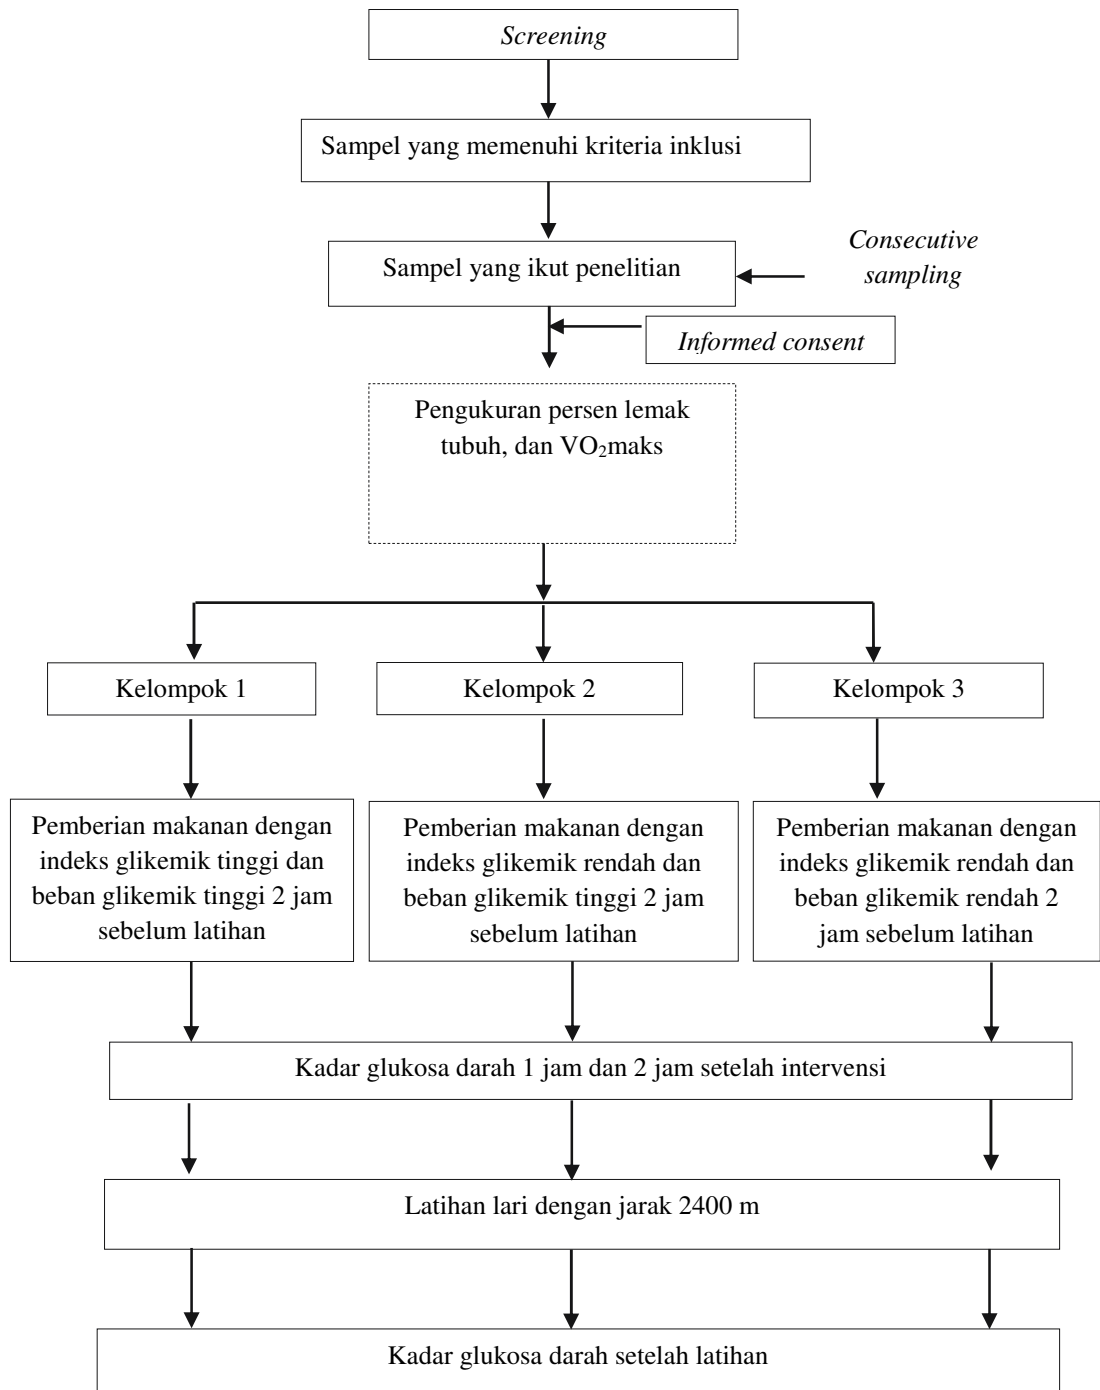 Screening
Sampel yang memenuhi kriteria inklusi
Consecutive
sampling
Sampel yang ikut penelitian
Informed consent
Pengukuran persen lemak
tubuh, dan VO₂maks
Kelompok 1
Kelompok 2
Kelompok 3
Pemberian makanan dengan
indeks glikemik tinggi dan
beban glikemik tinggi 2 jam
sebelum latihan
Pemberian makanan dengan
indeks glikemik rendah dan
beban glikemik tinggi 2 jam
sebelum latihan
Pemberian makanan dengan
indeks glikemik rendah dan
beban glikemik rendah 2
jam sebelum latihan
Kadar glukosa darah 1 jam dan 2 jam setelah intervensi
Latihan lari dengan jarak 2400 m
Kadar glukosa darah setelah latihan